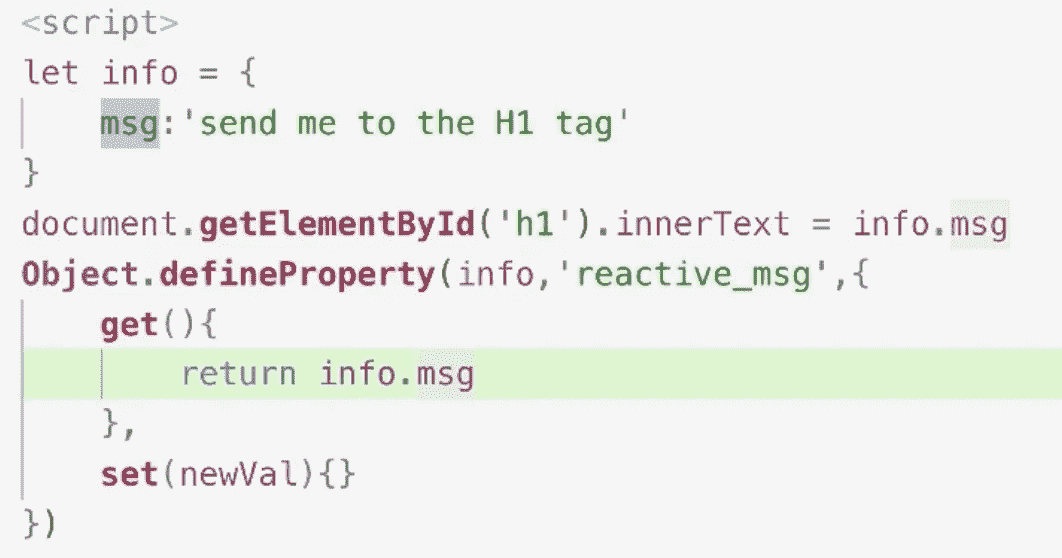 <script>
let info = {
msg:'send me to the H1 tag'
}
document.getElementById('h1').innerText = info.msg
Object.defineProperty(info,'reactive_msg',{
get(){
return info.msg
},
set(newVal){}
})